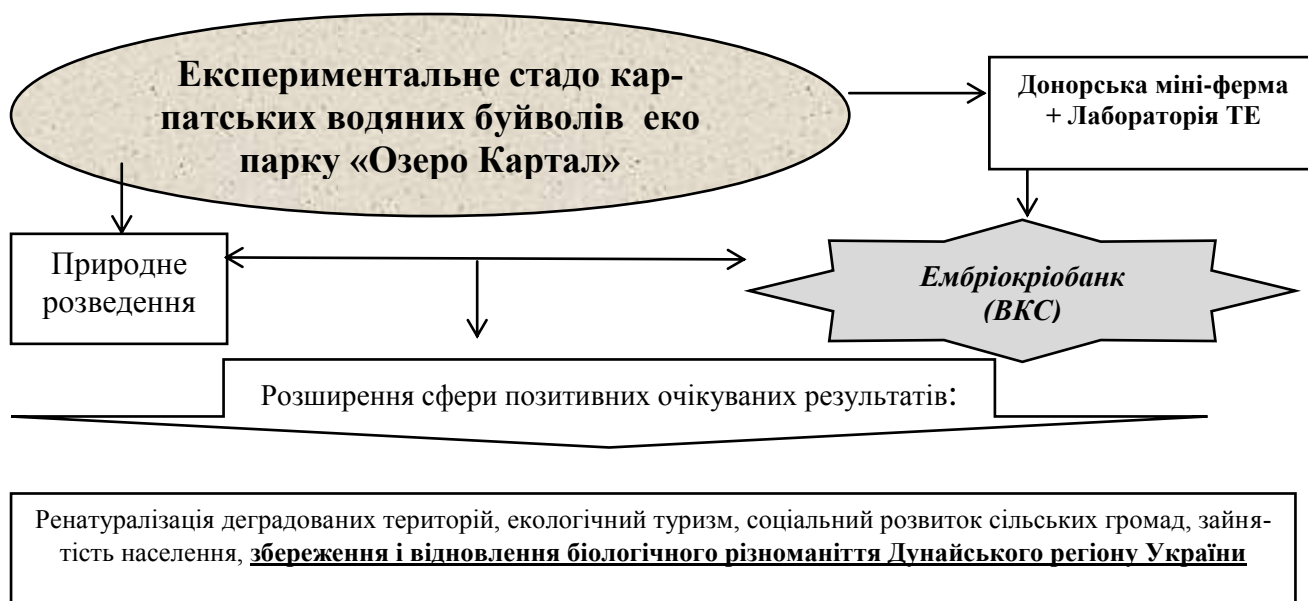 Експериментальне стадо кар-
патських водяних буйволів еко
парку «Озеро Картал»
Донорська міні-ферма
+ Лабораторія ТЕ
Природне
розведення
Ембріокріобанк
(ВКС)
Розширення сфери позитивних очікуваних результатів:
Ренатуралізація деградованих територій, екологічний туризм, соціальний розвиток сільських громад, зайня-
тість населення, збереження і відновлення біологічного різноманіття Дунайського регіону України